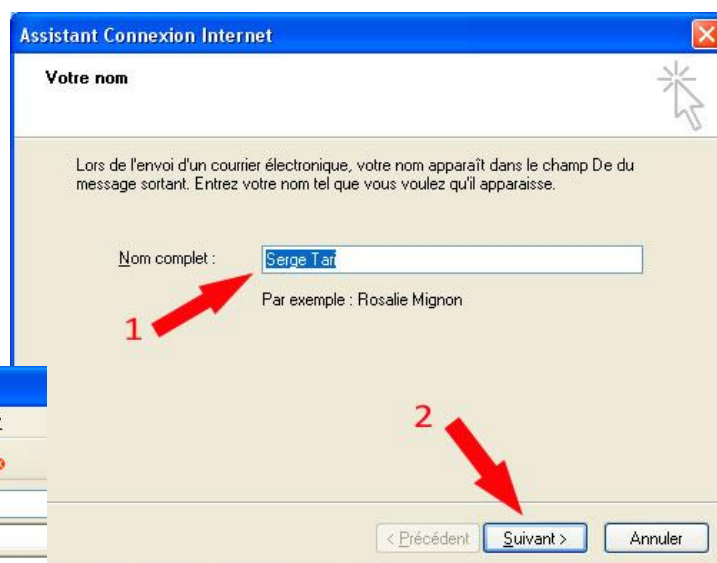 Assistant Connexion Internet
Votre nom
Lors de l'envoi d'un courrier électronique, votre nom apparaît dans le champ De du
message sortant. Entrez votre nom tel que vous voulez qu'il apparaisse.
Nom complet :
Serge Tari
Par exemple : Rosalie Mignon
1
2
< Précédent
Suivant >
Annuler